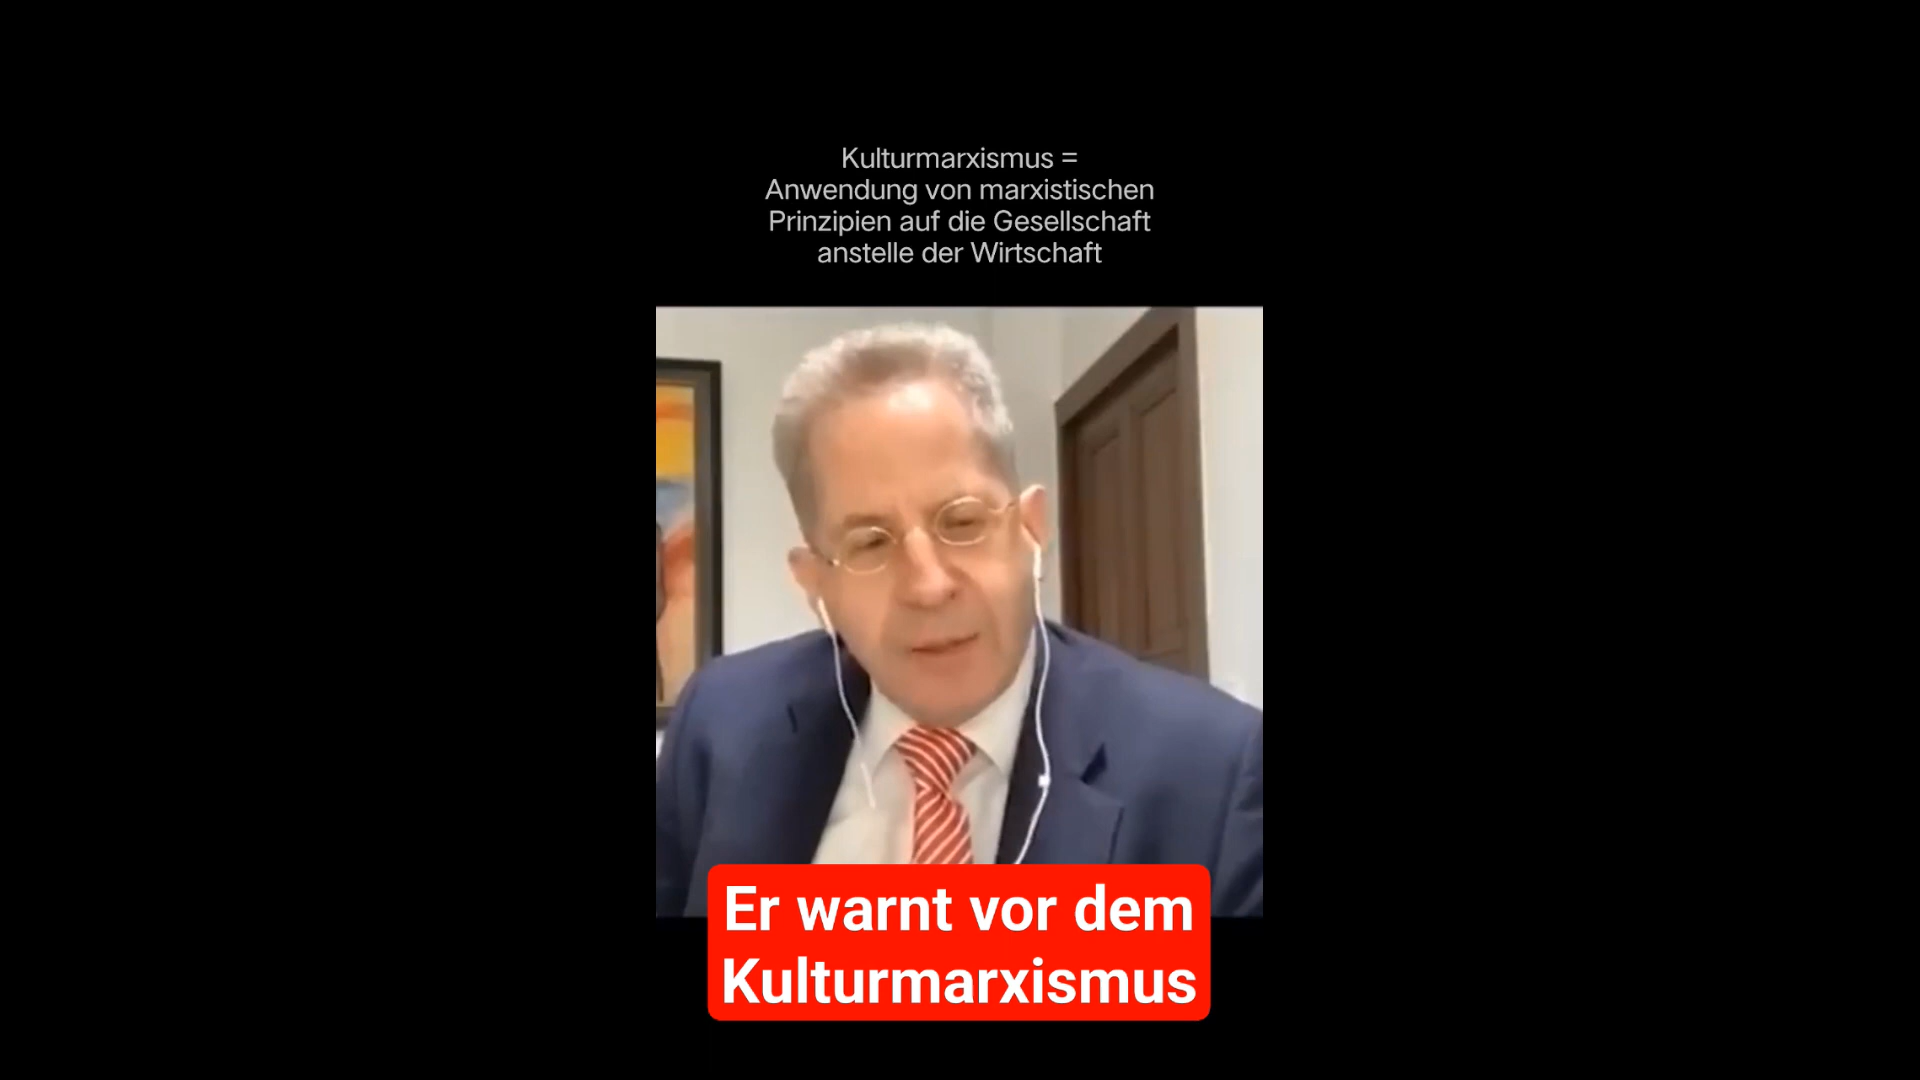 Kulturmarxismus =
Anwendung von marxistischen
Prinzipien auf die Gesellschaft
anstelle der Wirtschaft
Er warnt vor dem
Kulturmarxismus